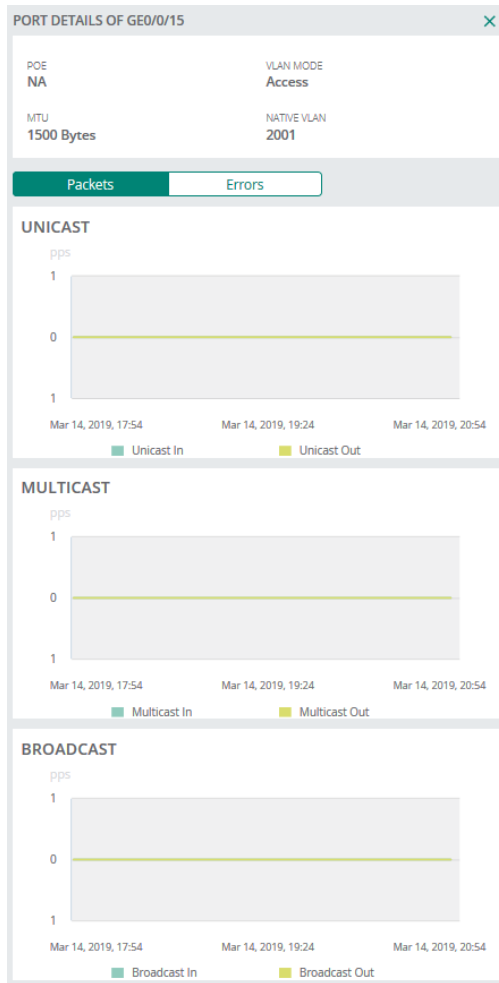 PORT DETAILS OF GE0/0/15 ×
POE VLAN MODE
NA Access
MTU NATIVE VLAN
1500 Bytes 2001
Packets Errors
UNICAST
pps
1
0
1
Mar 14, 2019, 17:54 Mar 14, 2019, 19:24 Mar 14, 2019, 20:54
Unicast In Unicast Out
MULTICAST
pps
1
0
1
Mar 14, 2019, 17:54 Mar 14, 2019, 19:24 Mar 14, 2019, 20:54
Multicast In Multicast Out
BROADCAST
pps
1
0
1
Mar 14, 2019, 17:54 Mar 14, 2019, 19:24 Mar 14, 2019, 20:54
Broadcast In Broadcast Out